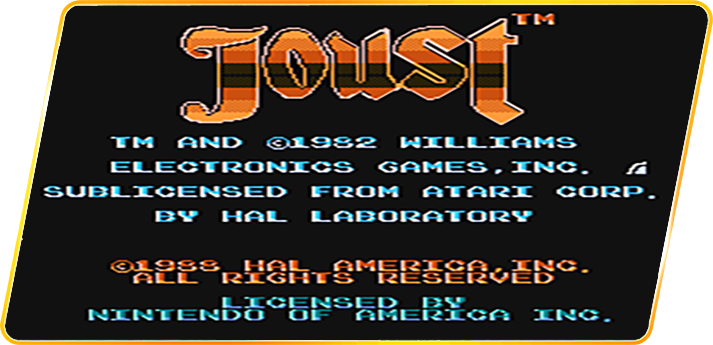 Joust™
TM AND ©1982 WILLIAMS
ELECTRONICS GAMES,INC.
SUBLICENSED FROM ATARI CORP.
BY HAL LABORATORY
©1988 HAL AMERICA,INC.
ALL RIGHTS RESERVED
LICENSED BY
NINTENDO OF AMERICA INC.